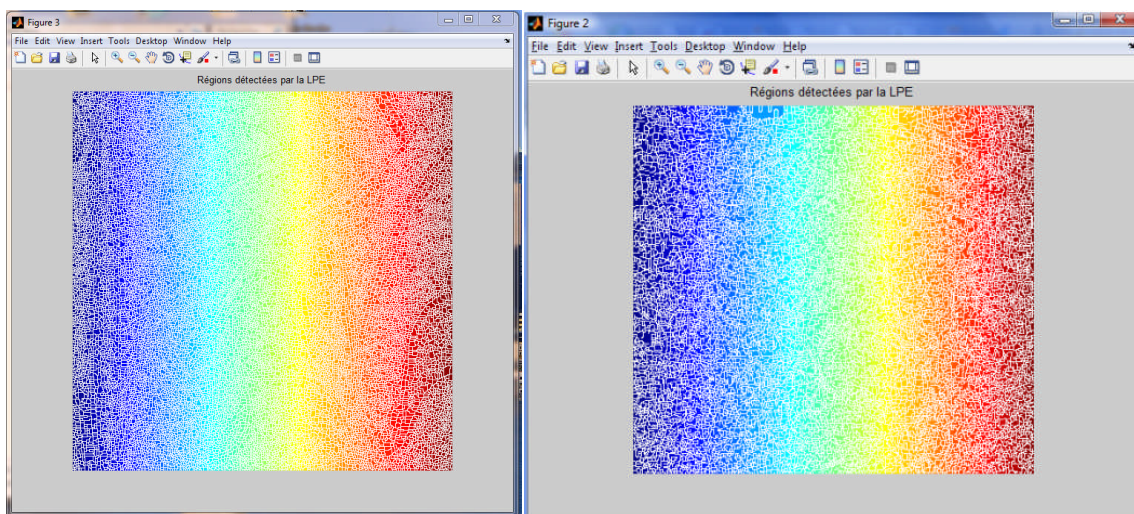 Figure 3
File Edit View Insert Tools Desktop Window Help
Régions détectées par la LPE
Figure 2
File Edit View Insert Tools Desktop Window Help
Régions détectées par la LPE